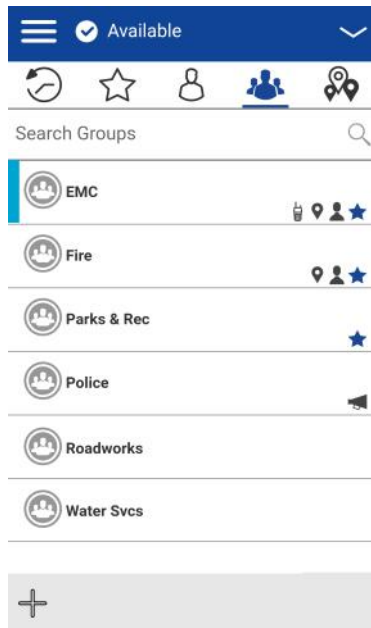 Available
Search Groups
EMC
Fire
Parks & Rec
Police
Roadworks
Water Svcs